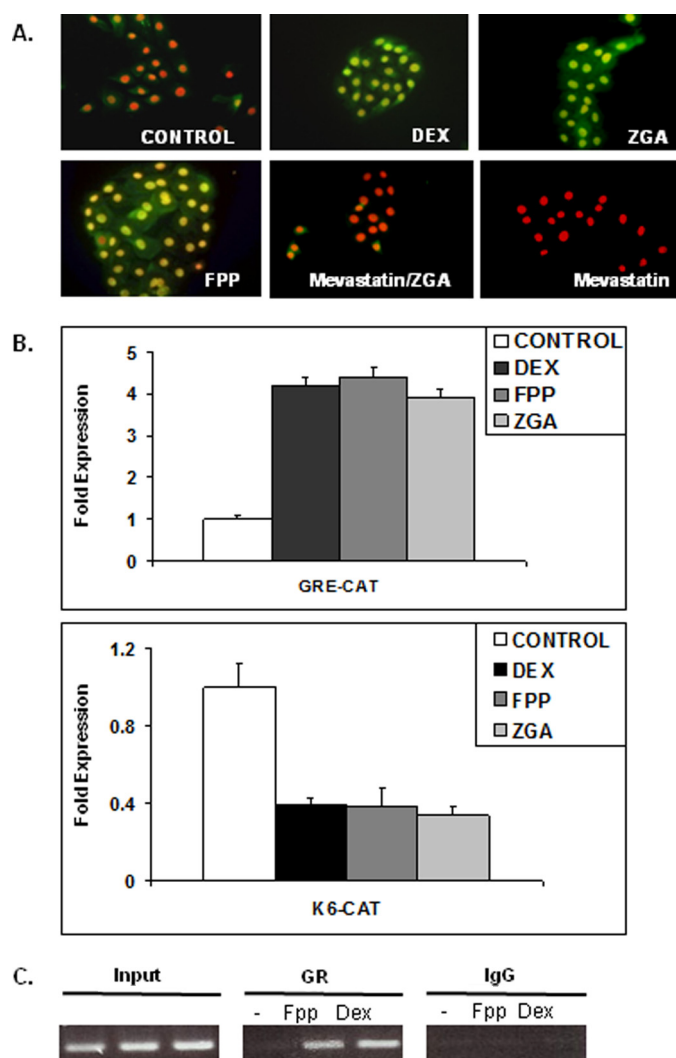 A.
CONTROL
DEX
ZGA
FPP
Mevastatin/ZGA
Mevastatin
B.
Fold Expression
5
4
3
2
1
0
GRE-CAT
CONTROL
DEX
FPP
ZGA
Fold Expression
1.2
0.8
0.4
0
K6-CAT
CONTROL
DEX
FPP
ZGA
C.
Input
GR
IgG
- Fpp Dex
- Fpp Dex